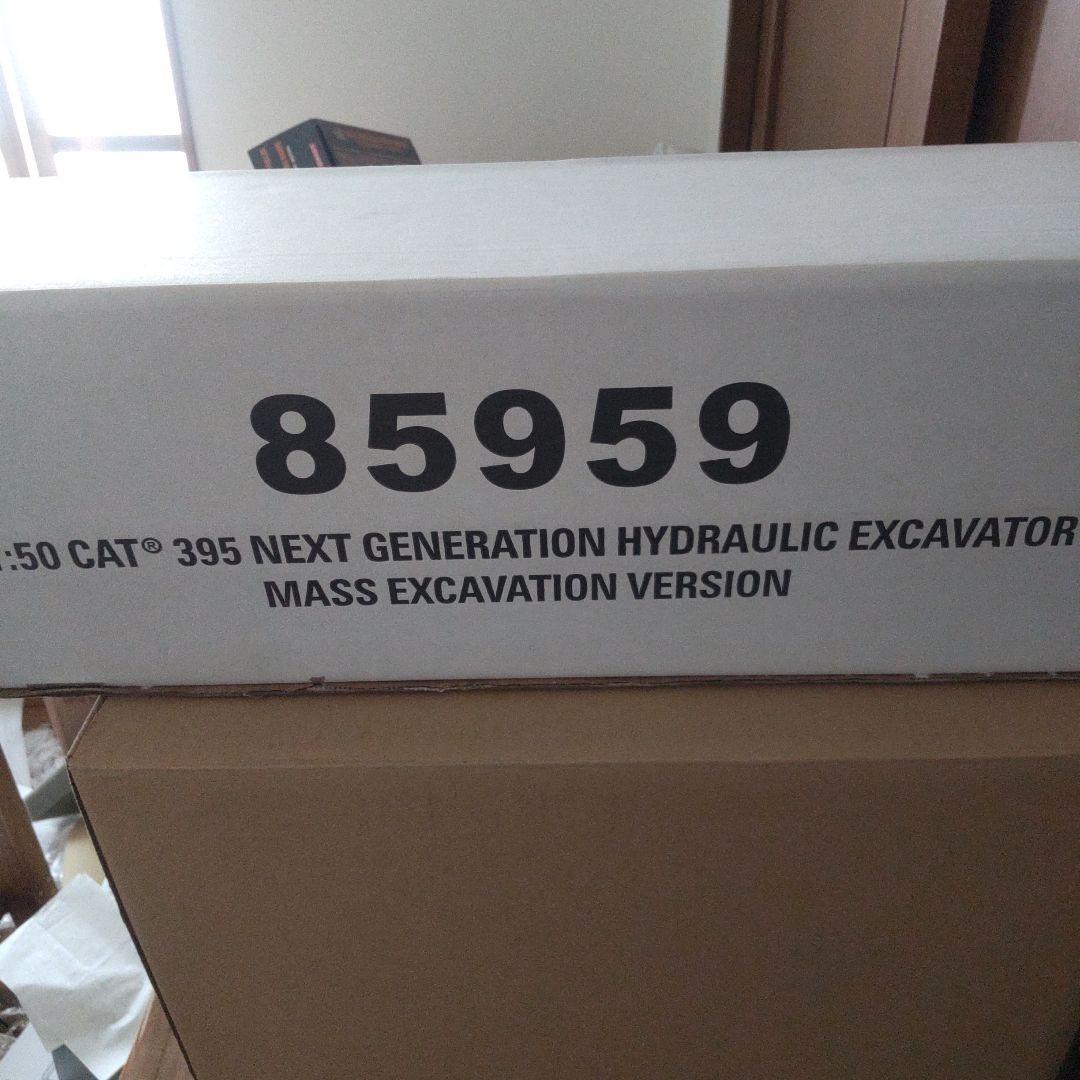 85959
:50 CAT® 395 NEXT GENERATION HYDRAULIC EXCAVATOR
MASS EXCAVATION VERSION